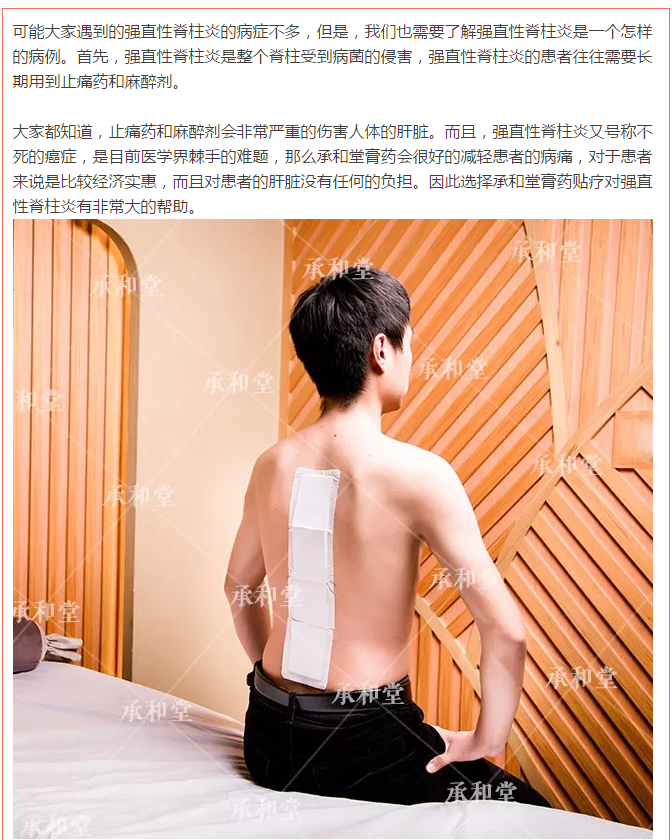 可能大家遇到的强直性脊柱炎的病症不多，但是，我们也需要了解强直性脊柱炎是一个怎样
的病例。首先，强直性脊柱炎是整个脊柱受到病菌的侵害，强直性脊柱炎的患者往往需要长
期用到止痛药和麻醉剂。
大家都知道，止痛药和麻醉剂会非常严重的伤害人体的肝脏。而且，强直性脊柱炎又号称不
死的癌症，是目前医学界棘手的难题，那么承和堂膏药会很好的减轻患者的病痛，对于患者
来说是比较经济实惠，而且对患者的肝脏没有任何的负担。因此选择承和堂膏药贴疗对强直
性脊柱炎有非常大的帮助。
承和堂
承和堂
承和堂
承和堂
承和堂
和堂
承和堂
承和堂
承和堂
承和堂
承和堂
承和堂
承和堂
承和堂
承和堂
承和堂
承和堂